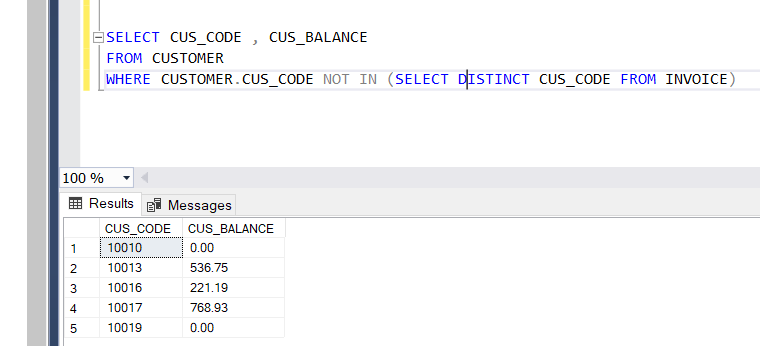 SELECT CUS_CODE , CUS_BALANCE
FROM CUSTOMER
WHERE CUSTOMER.CUS_CODE NOT IN (SELECT DISTINCT CUS_CODE FROM INVOICE)
100 %
Results Messages
CUS_CODE CUS_BALANCE
1 10010 0.00
2 10013 536.75
3 10016 221.19
4 10017 768.93
5 10019 0.00